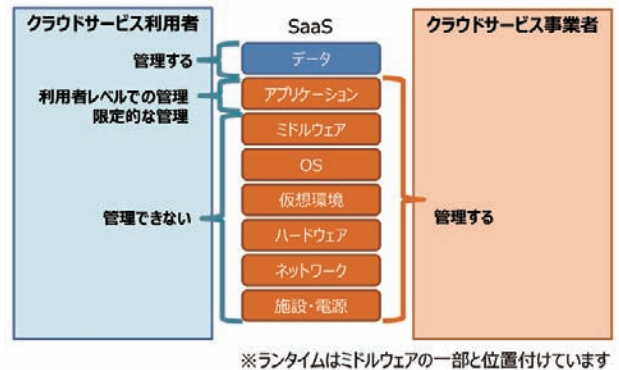 クラウドサービス利用者
SaaS
クラウドサービス事業者
管理する
データ
利用者レベルでの管理
限定的な管理
アプリケーション
ミドルウェア
OS
仮想環境
管理できない
管理する
ハードウェア
ネットワーク
施設・電源
※ランタイムはミドルウェアの一部と位置付けています